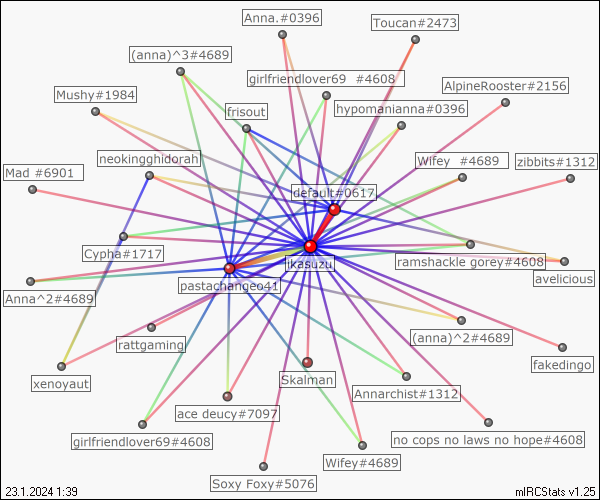 Anna.#0396
Toucan#2473
(anna)^3#4689
girlfriendlover69 #4608
AlpineRooster#2156
Mushy#1984
frisout
hypomanianna#0396
neokingghidorah
Wifey #4689
zibbits#1312
Mad #6901
default#0617
Cypha#1717
jikasuzu
ramshackle gorey#4608
avelicious
pastachangeo41
Anna^2#4689
rattgaming
(anna)^2#4689
fakedingo
xenoyaut
Skalman
Annarchist#1312
ace deucy#7097
girlfriendlover69#4608
no cops no laws no hope#4608
Wifey#4689
Soxy Foxy#5076
23.1.2024 1:39
mIRCStats v1.25